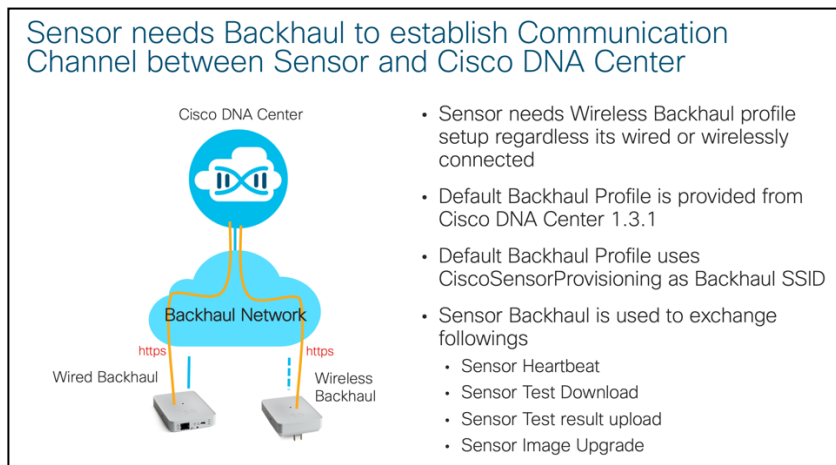 Sensor needs Backhaul to establish Communication
Channel between Sensor and Cisco DNA Center
Cisco DNA Center
Backhaul Network
https
https
Wired Backhaul
Wireless
Backhaul
• Sensor needs Wireless Backhaul profile
setup regardless its wired or wirelessly
connected
• Default Backhaul Profile is provided from
Cisco DNA Center 1.3.1
• Default Backhaul Profile uses
CiscoSensorProvisioning as Backhaul SSID
• Sensor Backhaul is used to exchange
followings
• Sensor Heartbeat
• Sensor Test Download
• Sensor Test result upload
• Sensor Image Upgrade